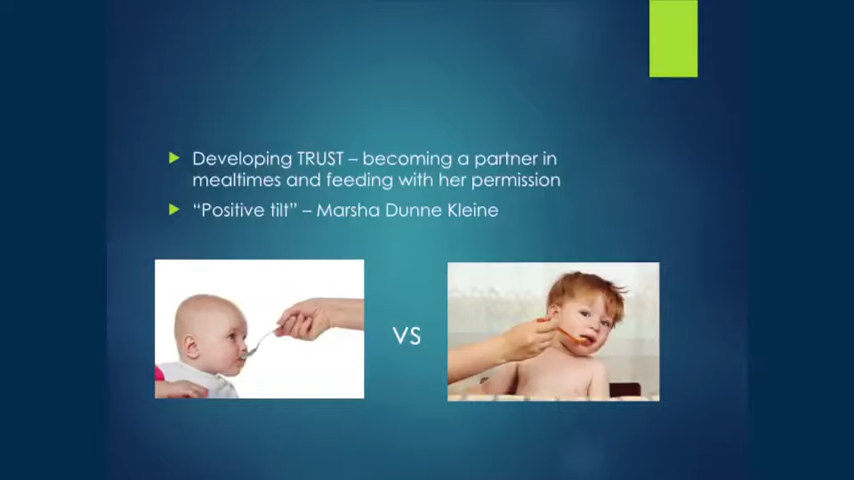 Developing TRUST – becoming a partner in
mealtimes and feeding with her permission
“Positive tilt” – Marsha Dunne Kleine
VS